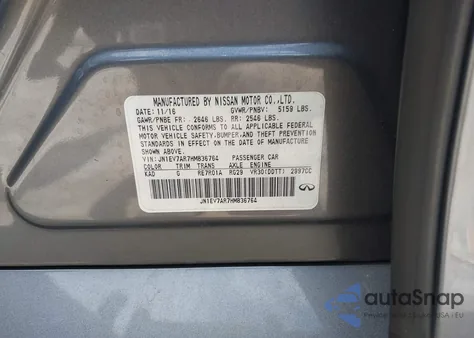 MANUFACTURED BY NISSAN MOTOR CO.,LTD.
DATE: 11/16 GVWR/PNBV: 5159 LBS.
GAWR/PNBE FR: 2646 LBS. RR: 2546 LBS.
THIS VEHICLE CONFORMS TO ALL APPLICABLE FEDERAL
MOTOR VEHICLE SAFETY,BUMPER,AND THEFT PREVENTION
STANDARDS IN EFFECT ON THE DATE OF MANUFACTURE
SHOWN ABOVE.
VIN: JN1EV7AR7HM836764 PASSENGER CAR
COLOR TRIM TRANS AXLE ENGINE
KAD G RE7R01A RG29 VR30(DDTT) 2997CC
JN1EV7AR7HM836764
autoSnap